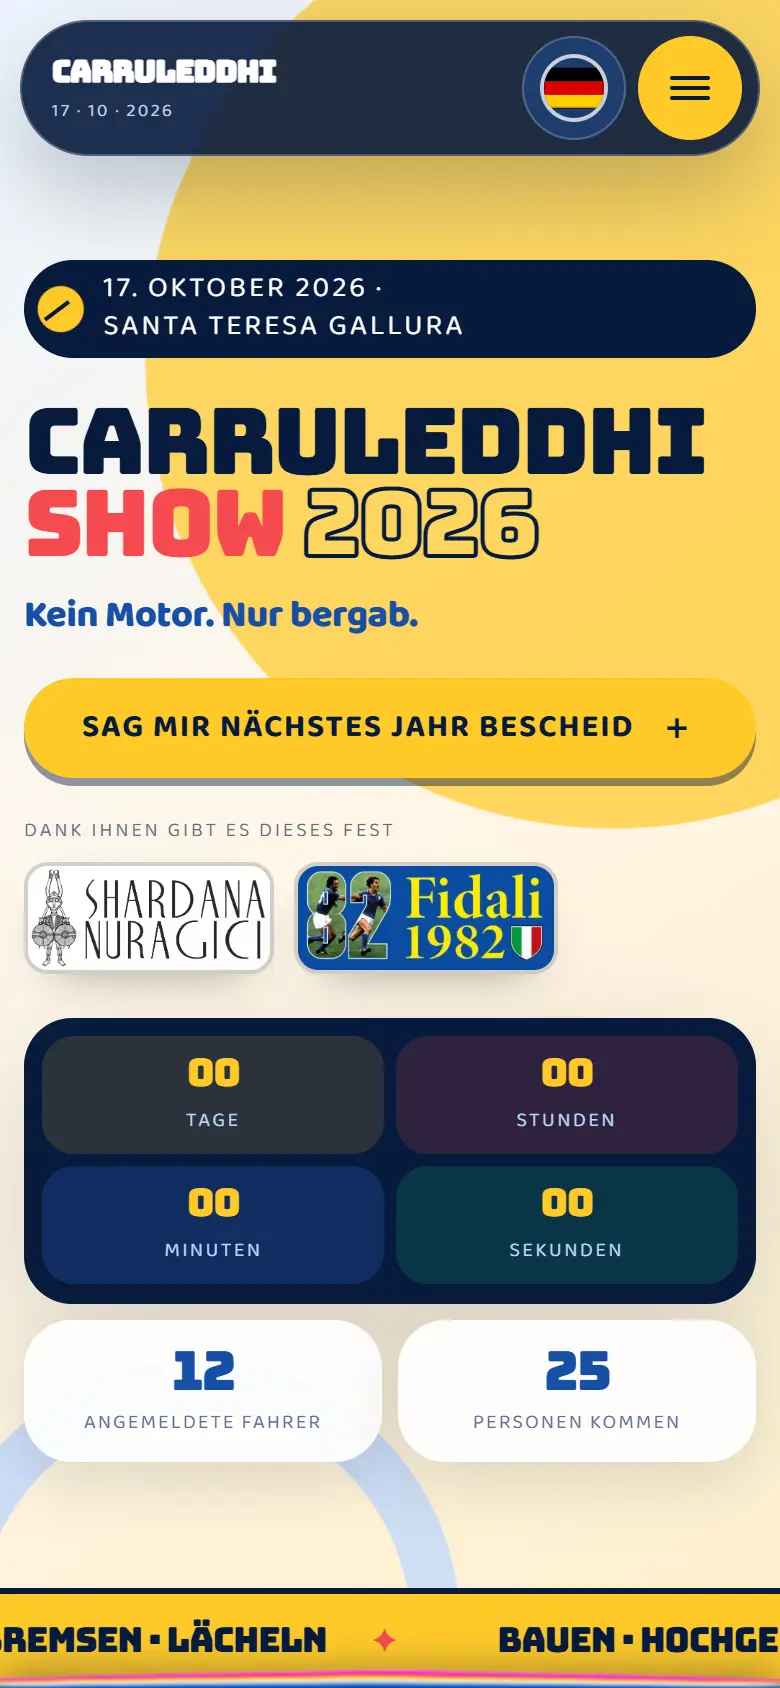 CARRULEDDHI
17 · 10 · 2026
17. OKTOBER 2026 ·
SANTA TERESA GALLURA
CARRULEDDHI
SHOW 2026
Kein Motor. Nur bergab.
SAG MIR NÄCHSTES JAHR BESCHEID +
DANK IHNEN GIBT ES DIESES FEST
SHARDANA
NURAGICI
82 Fidali
1982
00
TAGE
00
STUNDEN
00
MINUTEN
00
SEKUNDEN
12
ANGEMELDETE FAHRER
25
PERSONEN KOMMEN
REMSEN · LÄCHELN ✦ BAUEN · HOCHGE